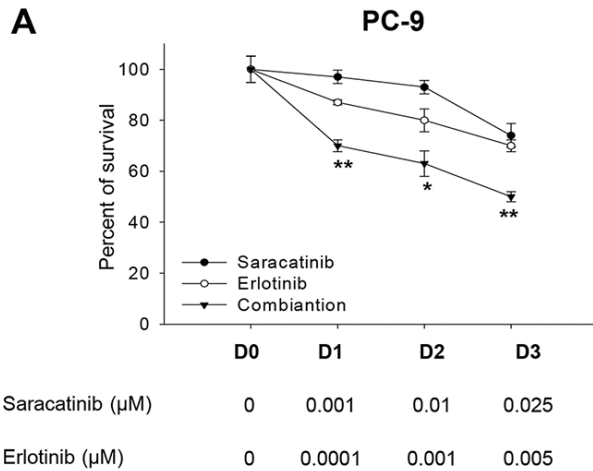 A
PC-9
Percent of survival
100
80
60
40
20
0
**
*
**
Saracatinib
Erlotinib
Combiantion
D0 D1 D2 D3
Saracatinib (µM) 0 0.001 0.01 0.025
Erlotinib (µM) 0 0.0001 0.001 0.005